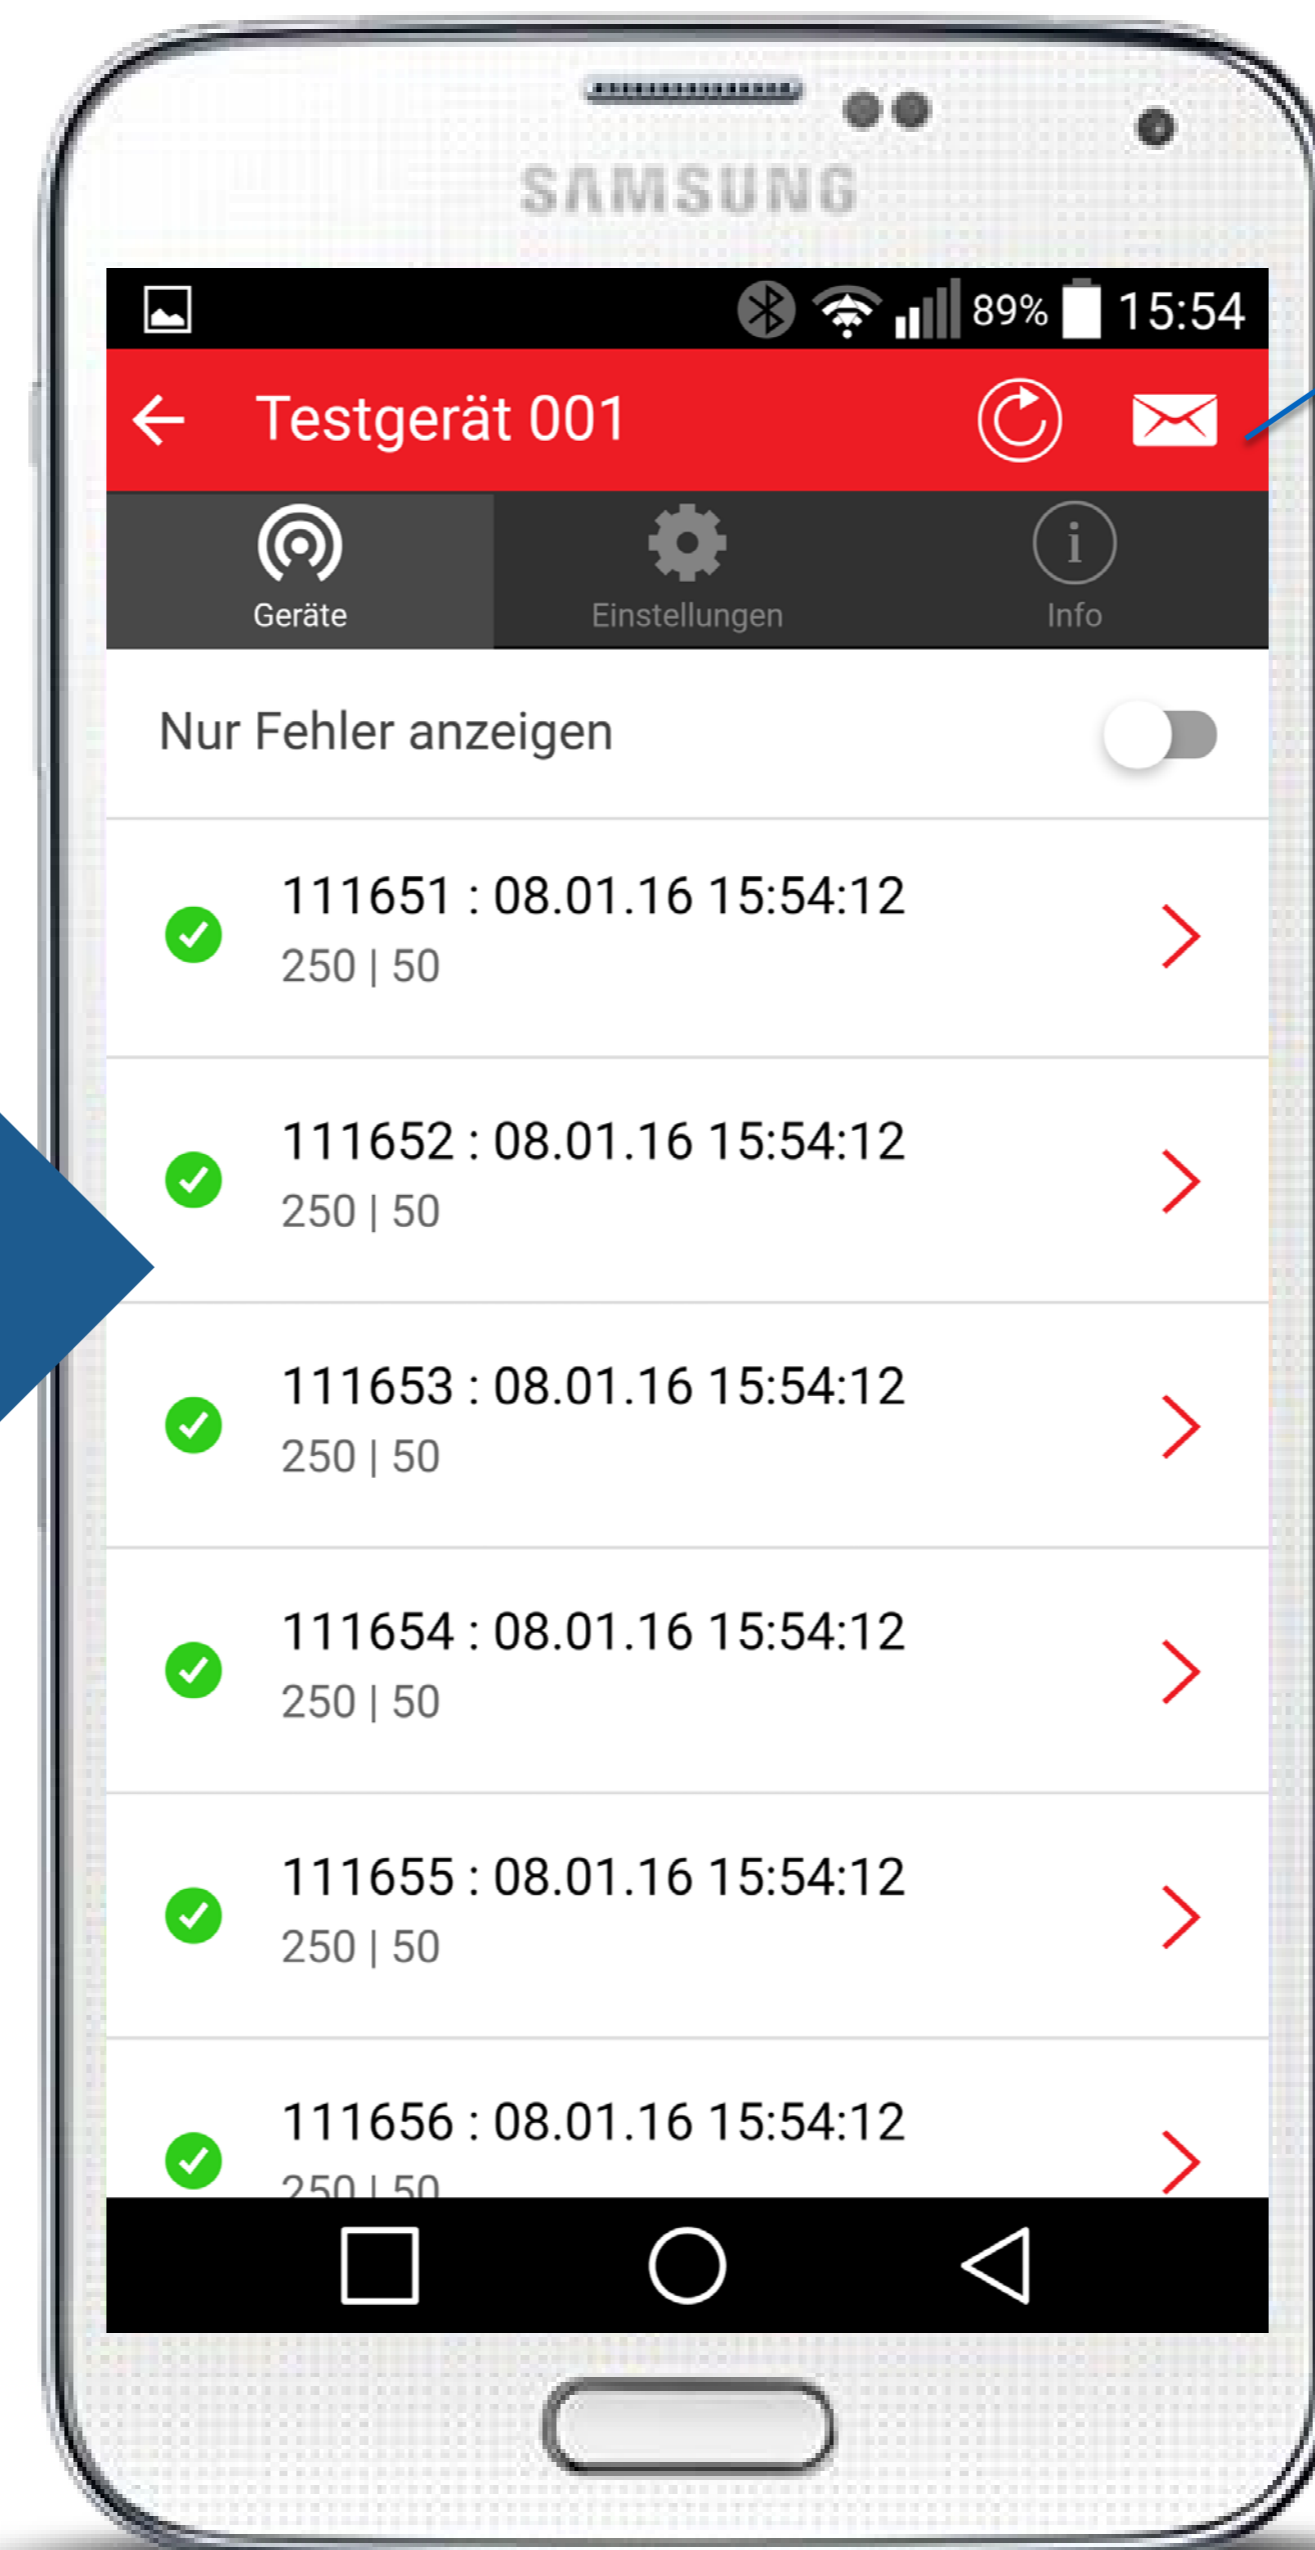 SAMSUNG
89% 15:54
Testgerät 001
Geräte Einstellungen Info
Nur Fehler anzeigen
111651 : 08.01.16 15:54:12
250 | 50
111652 : 08.01.16 15:54:12
250 | 50
111653 : 08.01.16 15:54:12
250 | 50
111654 : 08.01.16 15:54:12
250 | 50
111655 : 08.01.16 15:54:12
250 | 50
111656 : 08.01.16 15:54:12
250 | 50